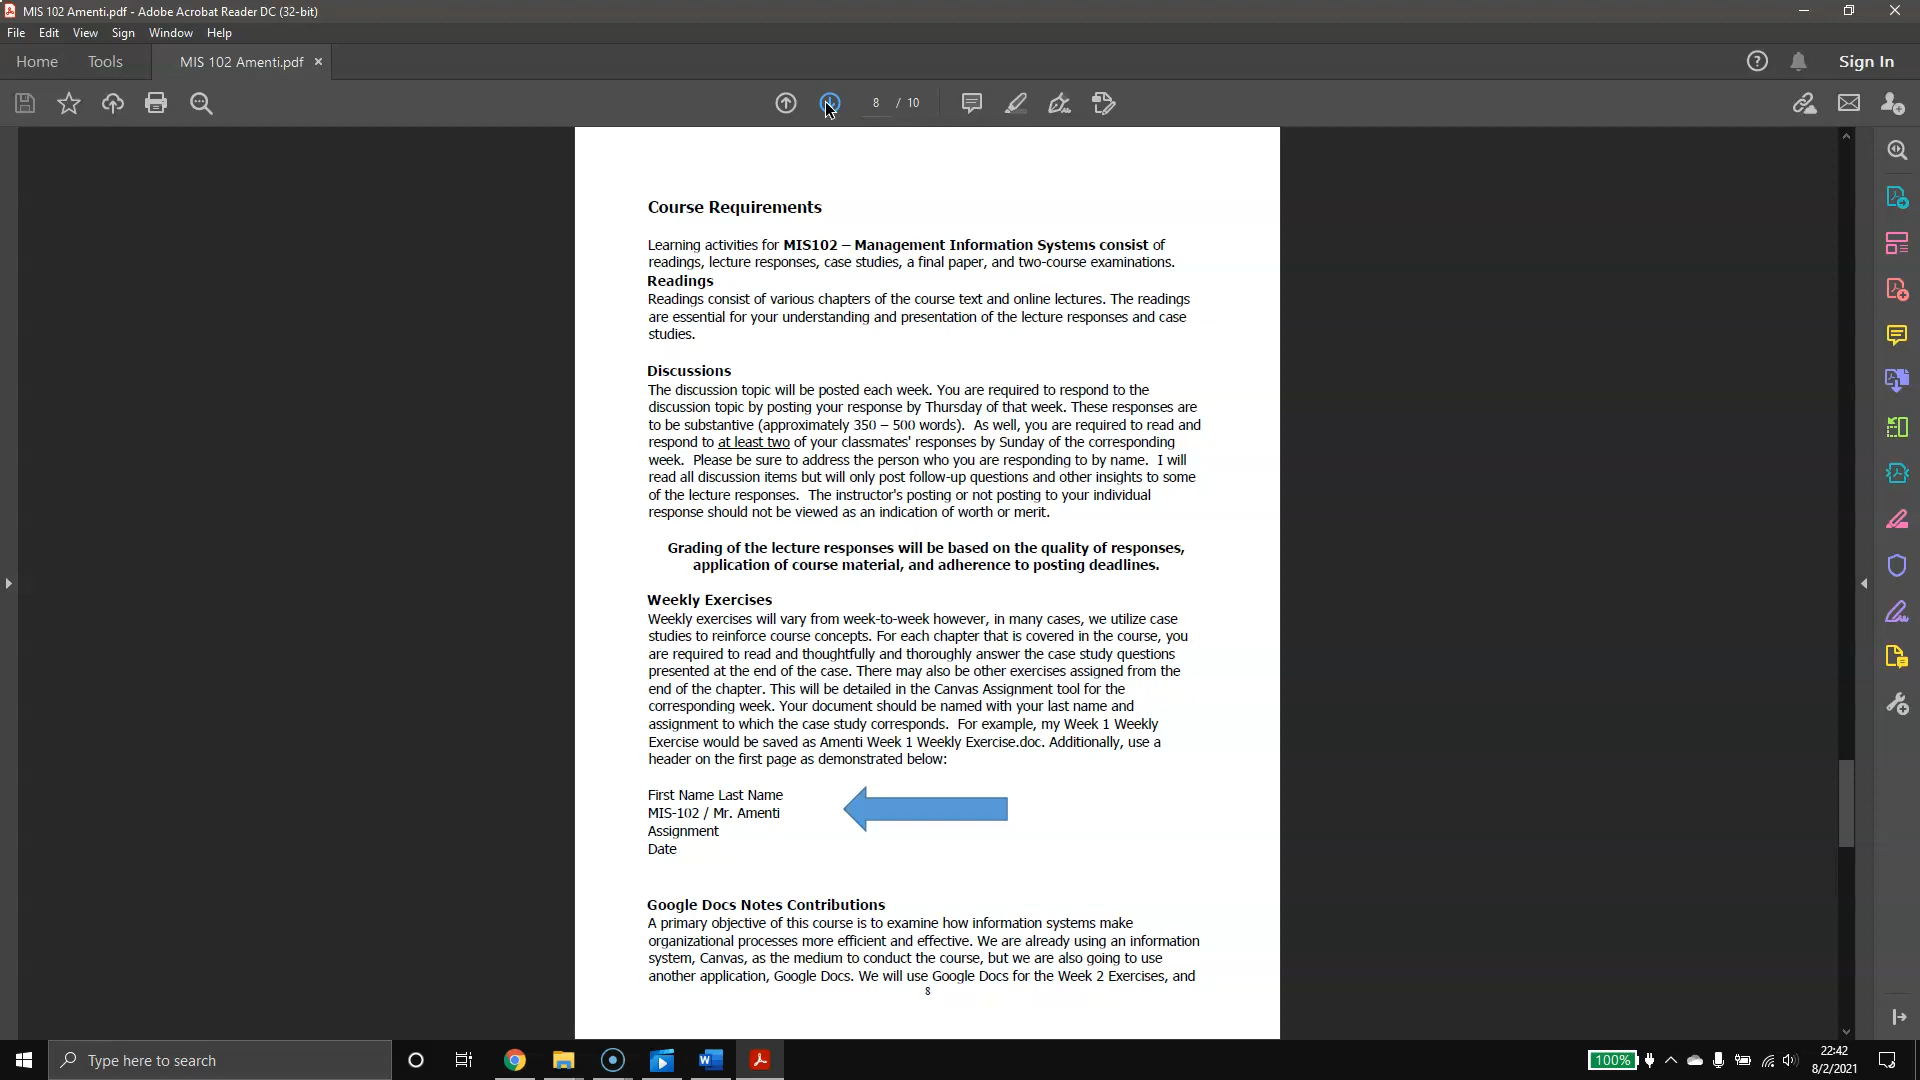 MIS 102 Amenti.pdf - Adobe Acrobat Reader DC (32-bit)
File Edit View Sign Window Help
Home Tools MIS 102 Amenti.pdf Sign In
8 / 10
Course Requirements
Learning activities for MIS102 – Management Information Systems consist of
readings, lecture responses, case studies, a final paper, and two-course examinations.
Readings
Readings consist of various chapters of the course text and online lectures. The readings
are essential for your understanding and presentation of the lecture responses and case
studies.
Discussions
The discussion topic will be posted each week. You are required to respond to the
discussion topic by posting your response by Thursday of that week. These responses are
to be substantive (approximately 350 – 500 words). As well, you are required to read and
respond to at least two of your classmates' responses by Sunday of the corresponding
week. Please be sure to address the person who you are responding to by name. I will
read all discussion items but will only post follow-up questions and other insights to some
of the lecture responses. The instructor's posting or not posting to your individual
response should not be viewed as an indication of worth or merit.
Grading of the lecture responses will be based on the quality of responses,
application of course material, and adherence to posting deadlines.
Weekly Exercises
Weekly exercises will vary from week-to-week however, in many cases, we utilize case
studies to reinforce course concepts. For each chapter that is covered in the course, you
are required to read and thoughtfully and thoroughly answer the case study questions
presented at the end of the case. There may also be other exercises assigned from the
end of the chapter. This will be detailed in the Canvas Assignment tool for the
corresponding week. Your document should be named with your last name and
assignment to which the case study corresponds. For example, my Week 1 Weekly
Exercise would be saved as Amenti Week 1 Weekly Exercise.doc. Additionally, use a
header on the first page as demonstrated below:
First Name Last Name
MIS-102 / Mr. Amenti
Assignment
Date
Google Docs Notes Contributions
A primary objective of this course is to examine how information systems make
organizational processes more efficient and effective. We are already using an information
system, Canvas, as the medium to conduct the course, but we are also going to use
another application, Google Docs. We will use Google Docs for the Week 2 Exercises, and
8
Type here to search
100%
22:42
8/2/2021